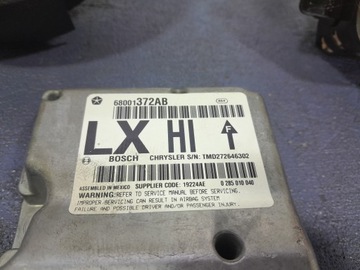 68001372AB
LX HI F
BOSCH CHRYSLER S/N: TMD272646302
ASSEMBLED IN MEXICO SUPPLIER CODE: 19224AE 0 285 010 046
WARNING: REFER TO SERVICE MANUAL BEFORE SERVICING.
IMPROPER SERVICING CAN RESULT IN AIRBAG SYSTEM
FAILURE AND POSSIBLE DRIVER AND/OR PASSENGER INJURY.